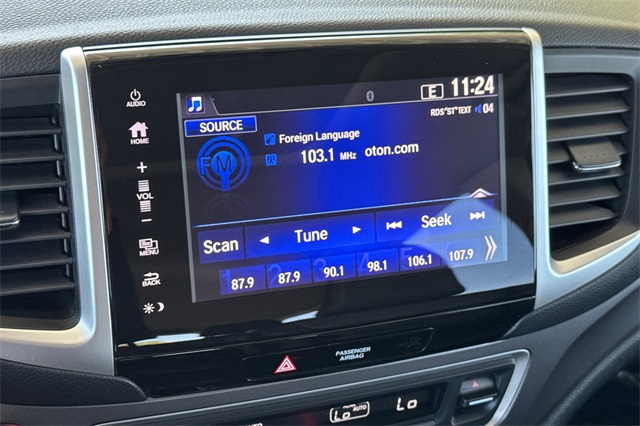 E 11:24
RDS*ST*TEXT 04
AUDIO
SOURCE
HOME
Foreign Language
FM
103.1 MHz oton.com
VOL
Scan Tune Seek
MENU
1 2 3 4 5 6
87.9 87.9 90.1 98.1 106.1 107.9
BACK
PASSENGER
AIRBAG
Lo AUTO Lo